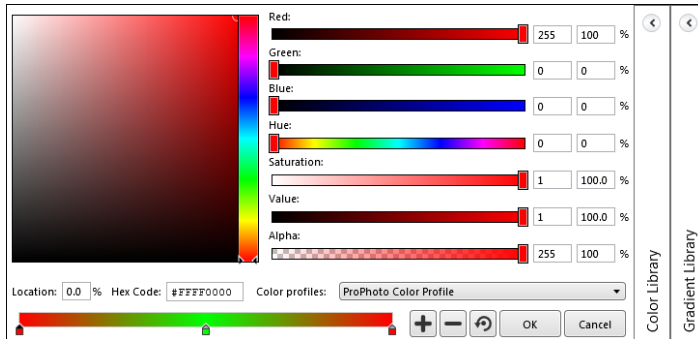 Red:
255 100 %
Green:
0 0 %
Blue:
0 0 %
Hue:
0 0 %
Saturation:
1 100.0 %
Value:
1 100.0 %
Alpha:
255 100 %
Location: 0.0 % Hex Code: #FFFF0000 Color profiles: ProPhoto Color Profile
OK Cancel
Color Library
Gradient Library